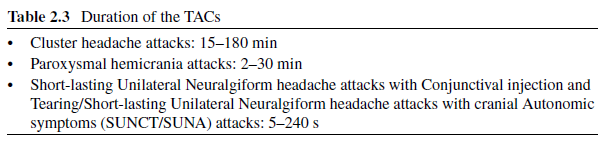 Table 2.3 Duration of the TACs
• Cluster headache attacks: 15–180 min
• Paroxysmal hemicrania attacks: 2–30 min
• Short-lasting Unilateral Neuralgiform headache attacks with Conjunctival injection and
Tearing/Short-lasting Unilateral Neuralgiform headache attacks with cranial Autonomic
symptoms (SUNCT/SUNA) attacks: 5–240 s